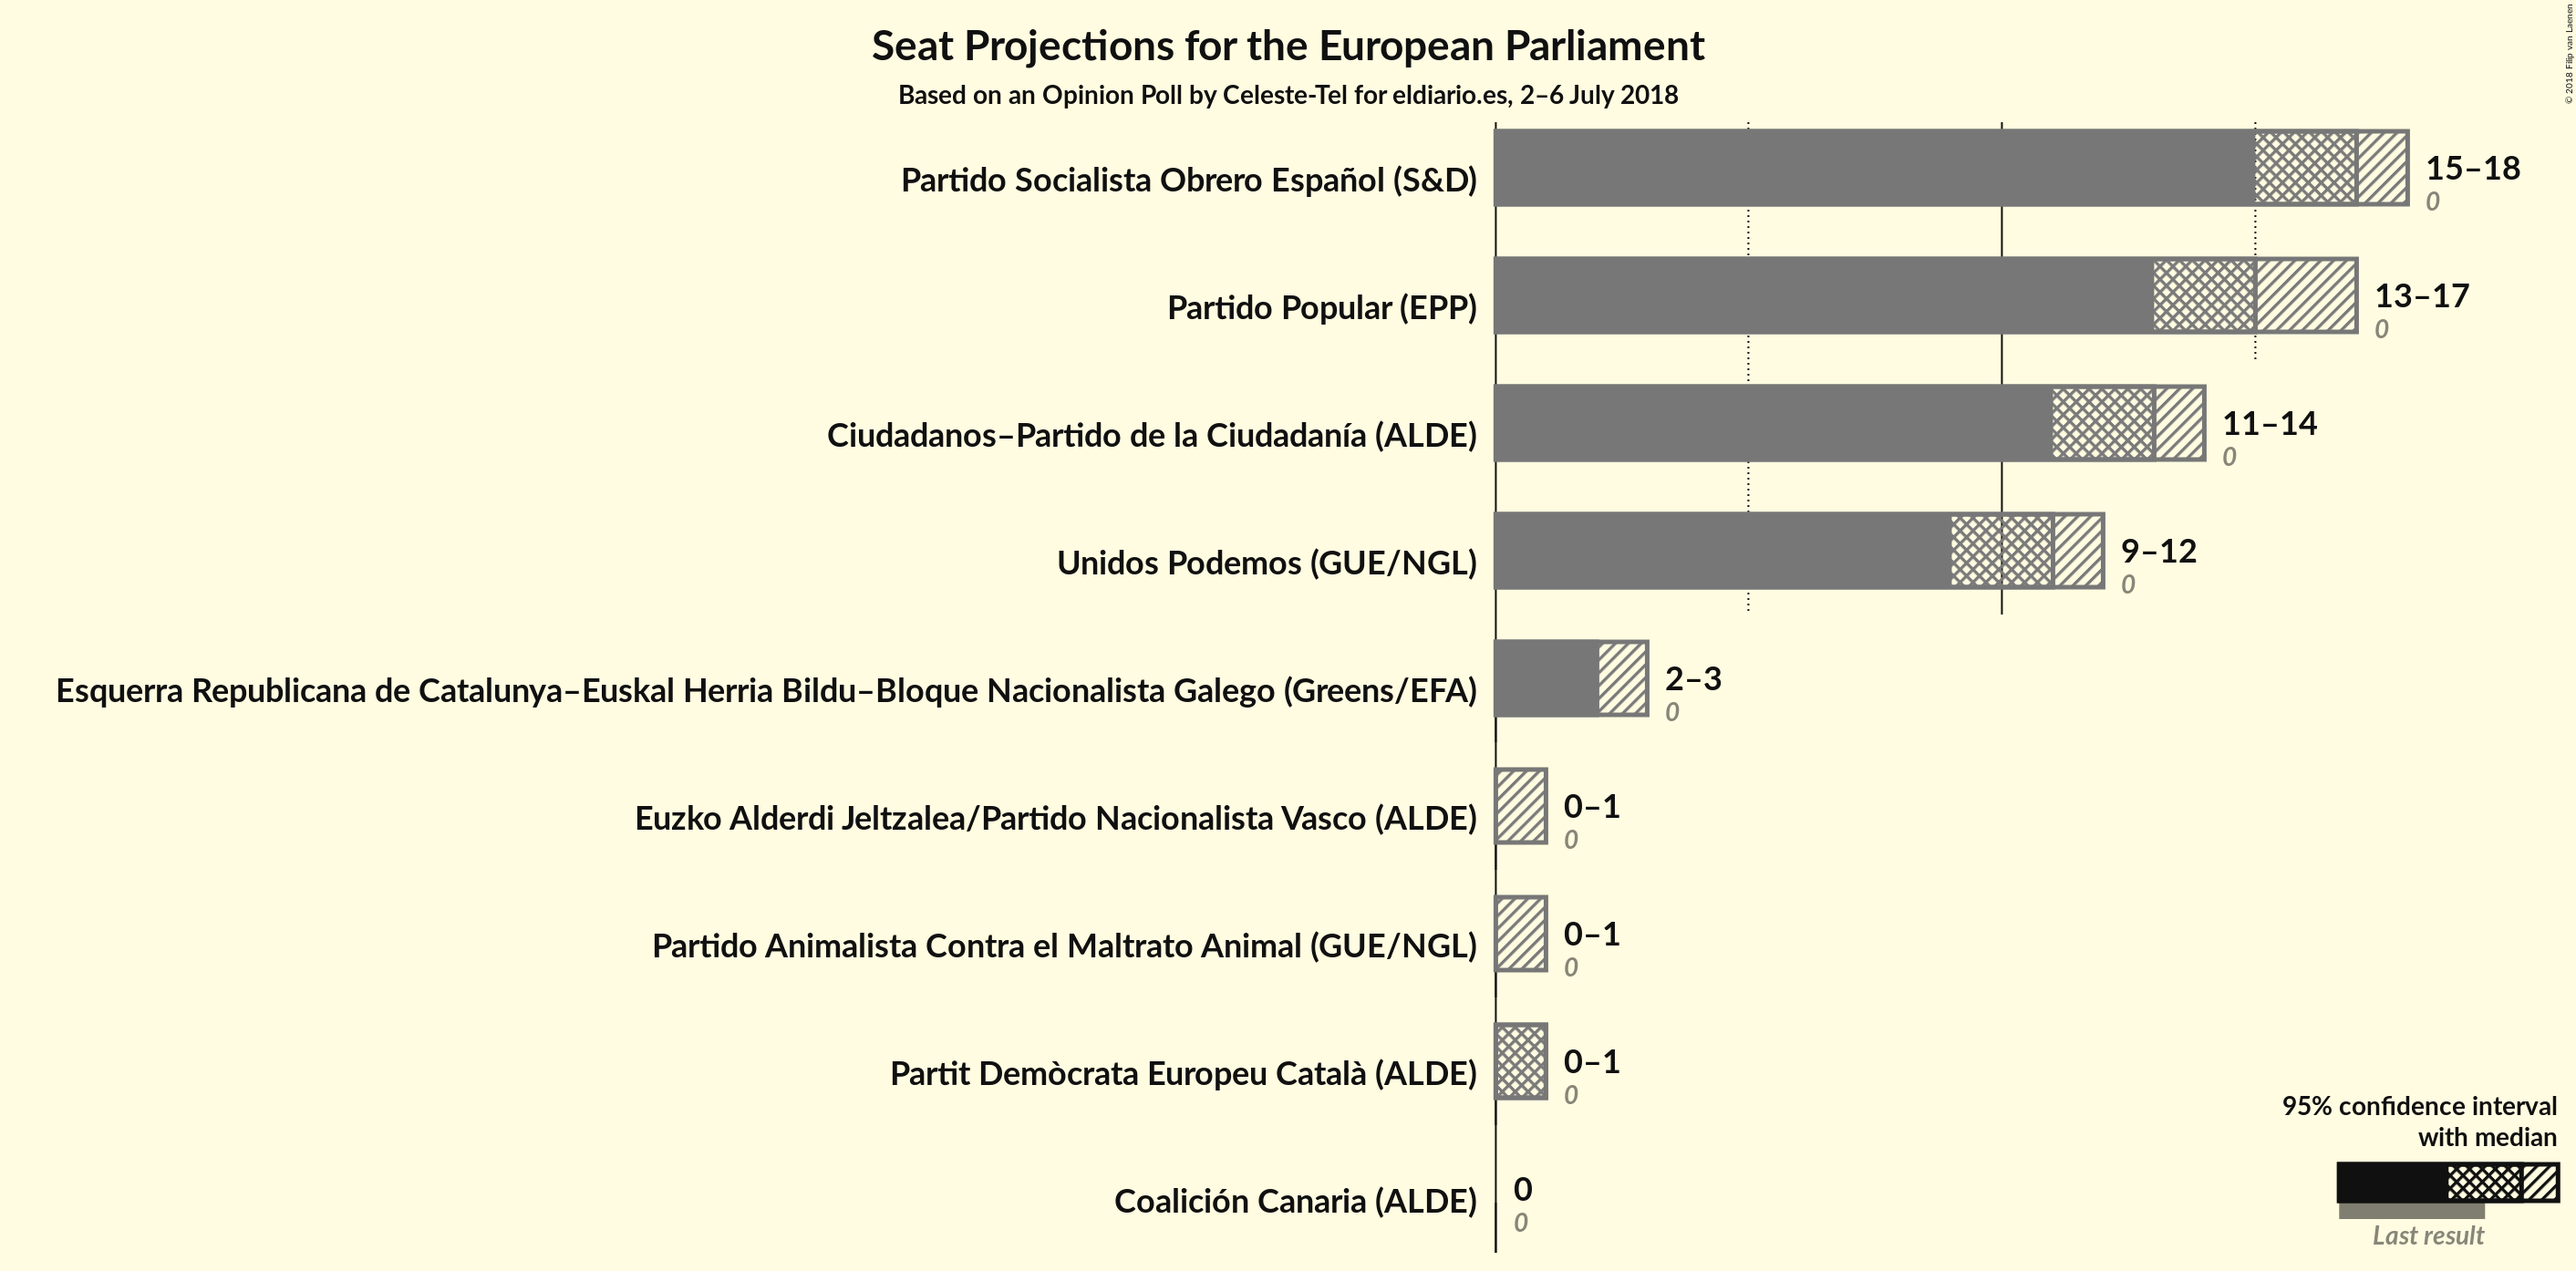 Seat Projections for the European Parliament
Based on an Opinion Poll by Celeste-Tel for eldiario.es, 2–6 July 2018
© 2018 Filip van Laenen
Partido Socialista Obrero Español (S&D)
15–18
0
Partido Popular (EPP)
13–17
0
Ciudadanos–Partido de la Ciudadanía (ALDE)
11–14
0
Unidos Podemos (GUE/NGL)
9–12
0
Esquerra Republicana de Catalunya–Euskal Herria Bildu–Bloque Nacionalista Galego (Greens/EFA)
2–3
0
Euzko Alderdi Jeltzalea/Partido Nacionalista Vasco (ALDE)
0–1
0
Partido Animalista Contra el Maltrato Animal (GUE/NGL)
0–1
0
Partit Demòcrata Europeu Català (ALDE)
0–1
0
Coalición Canaria (ALDE)
0
0
95% confidence interval
with median
Last result